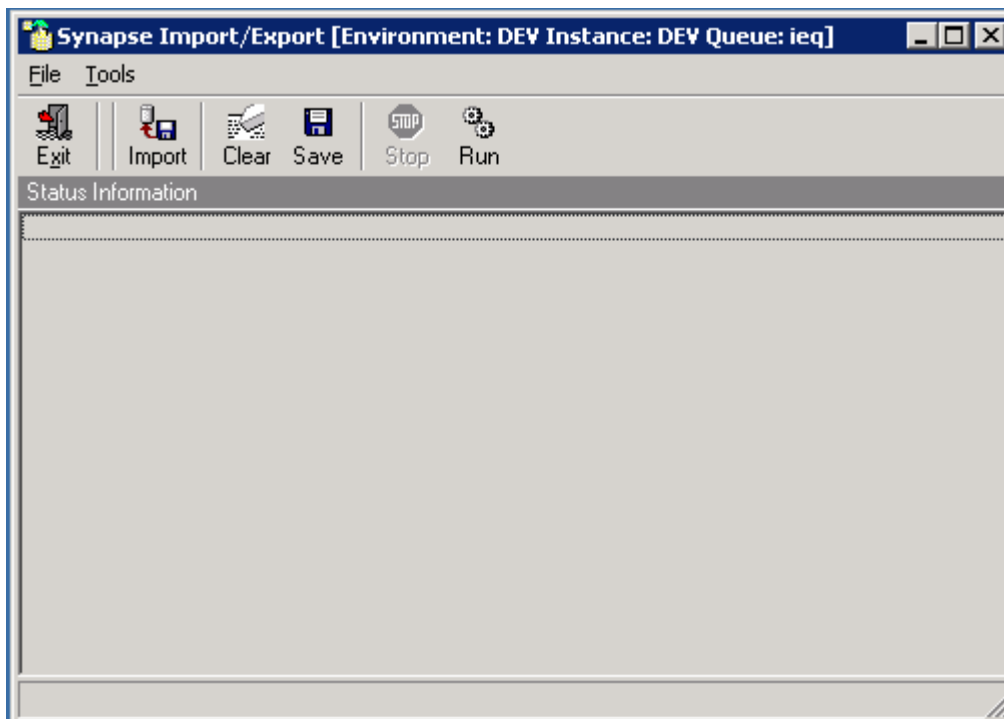 Synapse Import/Export [Environment: DEV Instance: DEV Queue: ieq]
File Tools
Exit Import Clear Save STOP Stop Run
Status Information